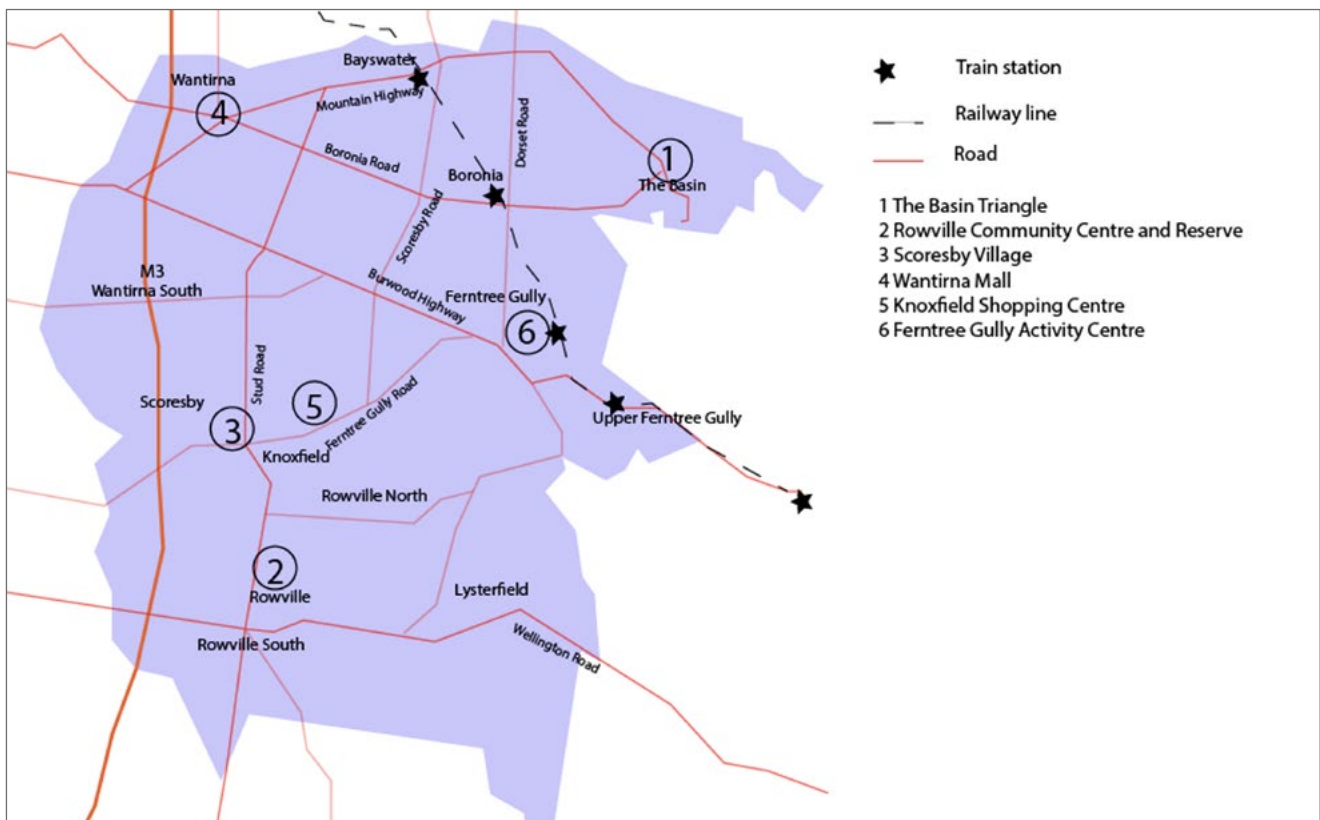 Bayswater
Wantirna
Mountain Highway
4
Dorset Road
Boronia Road
Boronia
1
The Basin
Scoresby Road
M3
Wantirna South
Burwood Highway
Ferntree Gully
6
Stud Road
Scoresby
5
3
Ferntree Gully Road
Upper Ferntree Gully
Knoxfield
Rowville North
2
Rowville
Lysterfield
Rowville South
Wellington Road
Train station
Railway line
Road
1 The Basin Triangle
2 Rowville Community Centre and Reserve
3 Scoresby Village
4 Wantirna Mall
5 Knoxfield Shopping Centre
6 Ferntree Gully Activity Centre